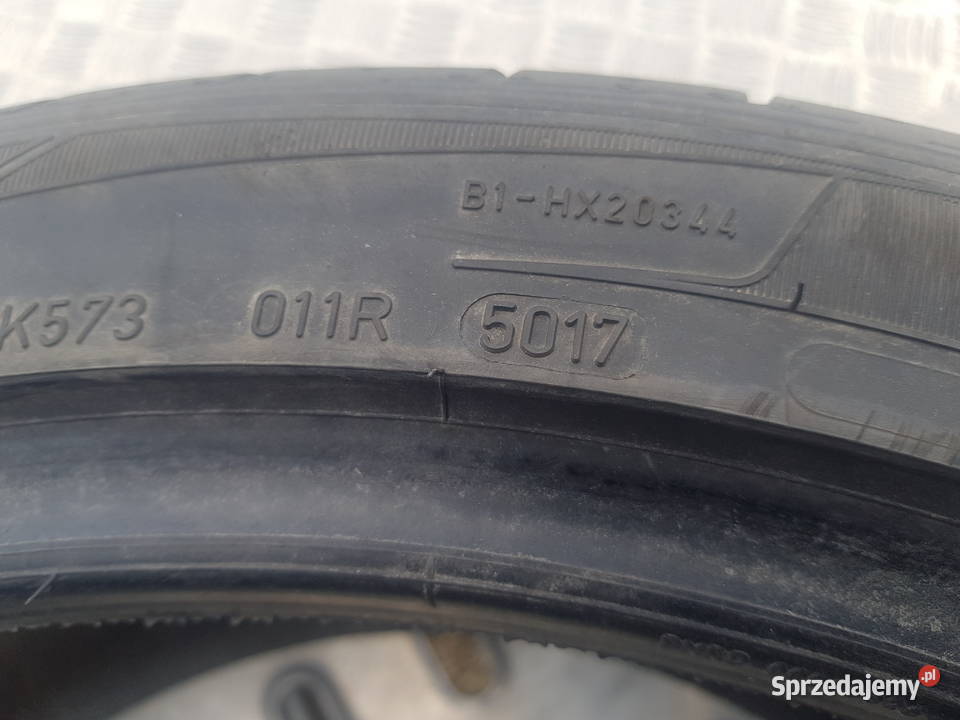 B1-HX20344
K573 011R 5017
Sprzedajemy.pl